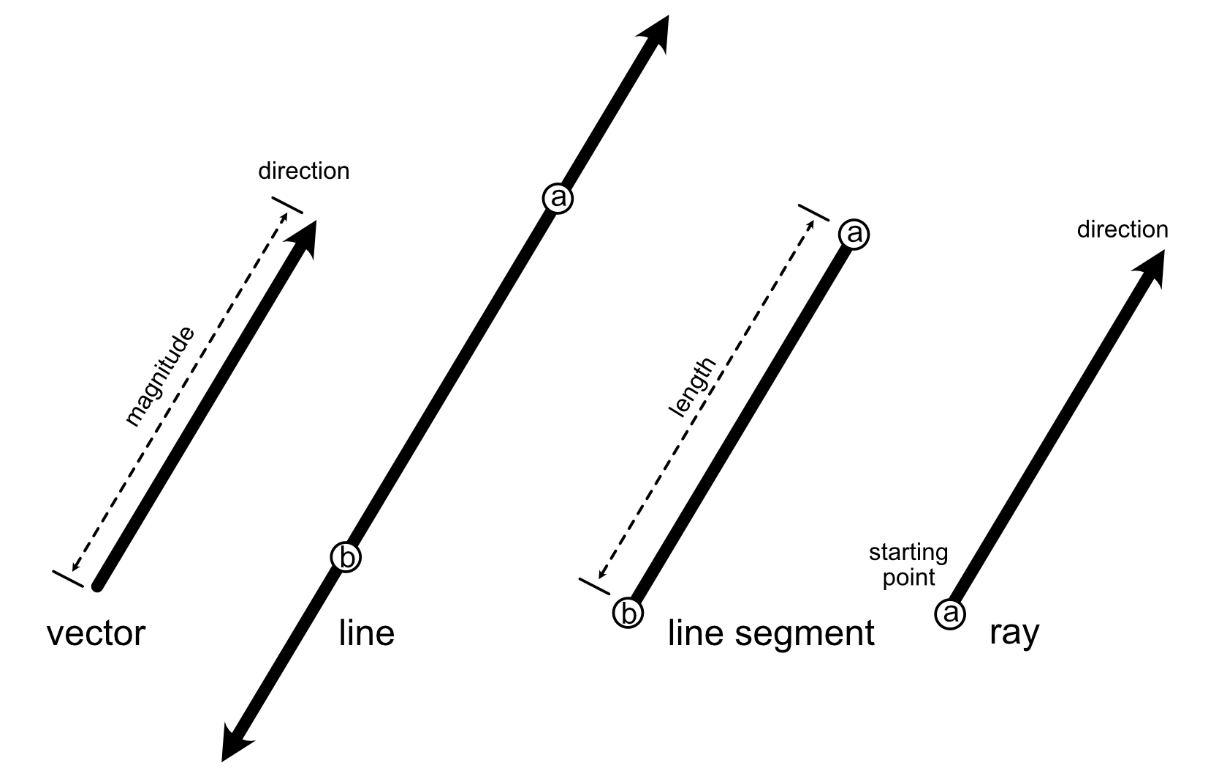 direction
magnitude
vector
a
b
line
length
a
b
line segment
direction
starting
point
a
ray